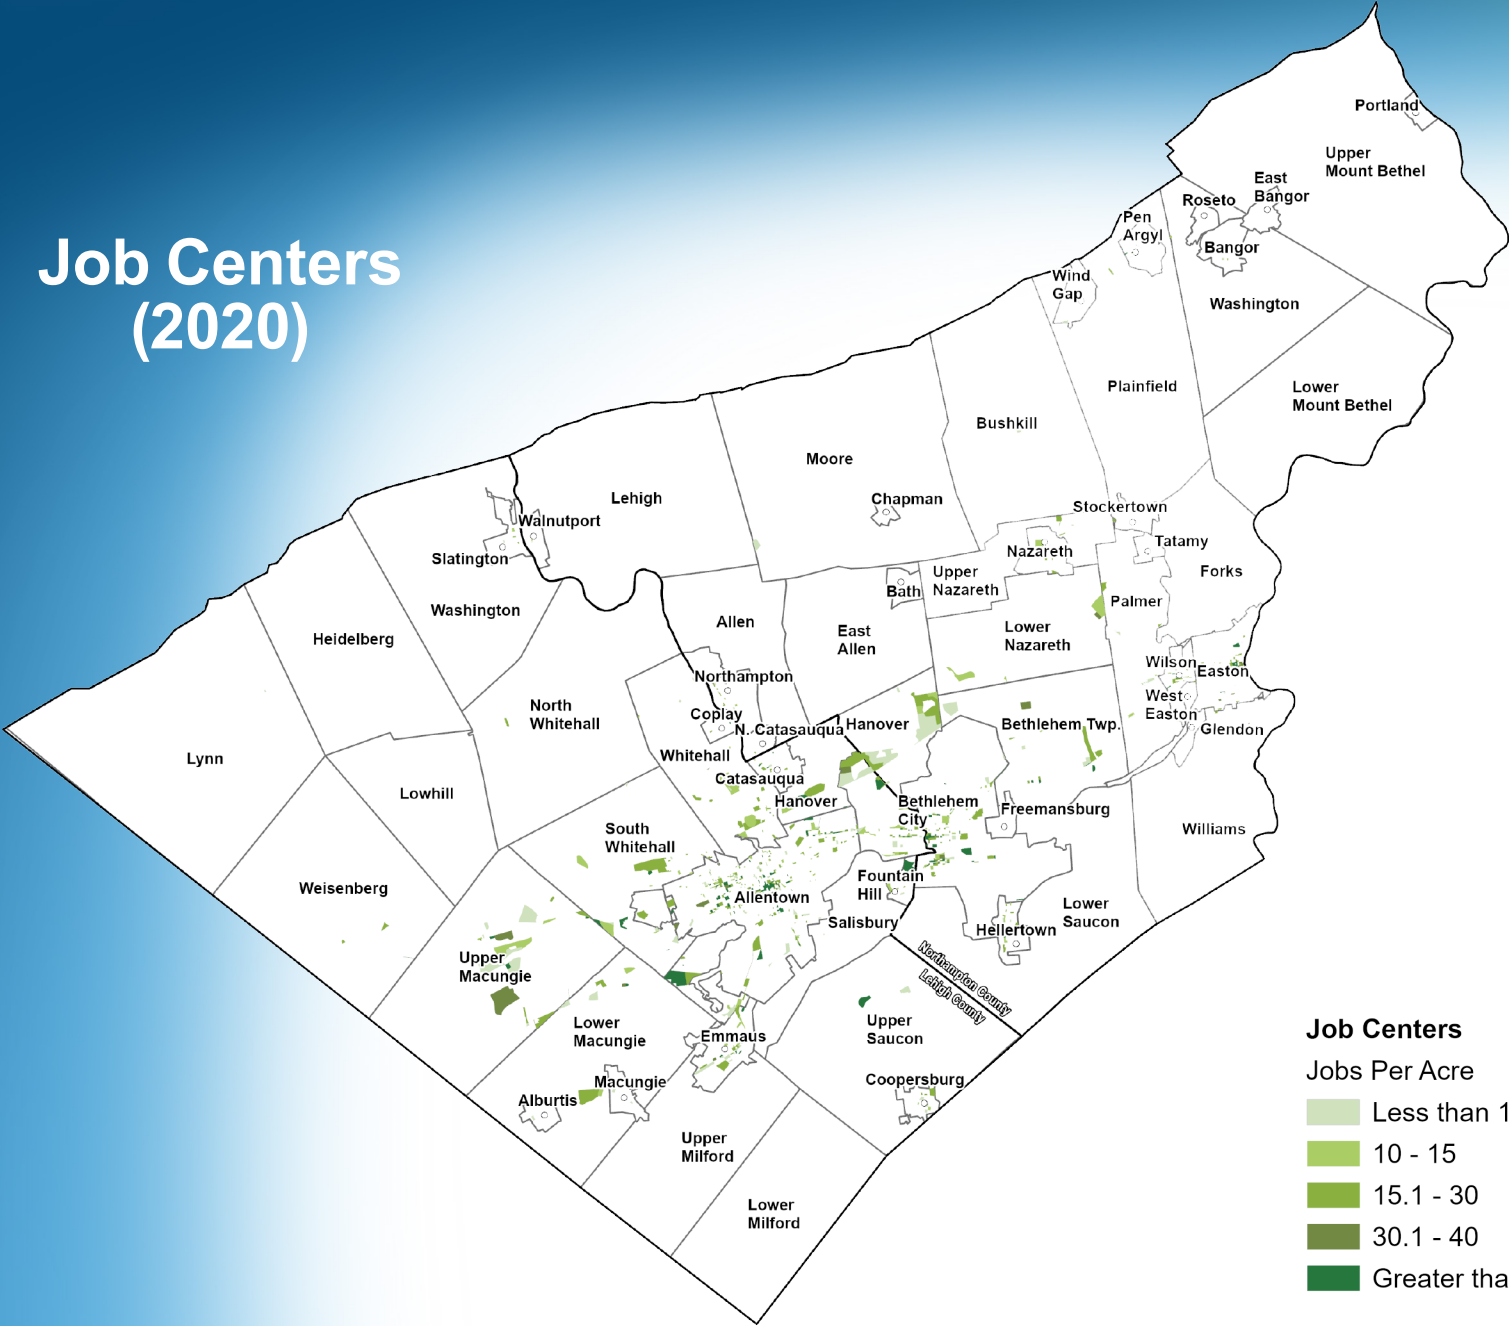 Job Centers
(2020)
Portland
Upper
Mount Bethel
East
Bangor
Roseto
Pen
Argyl
Bangor
Wind
Gap
Washington
Plainfield
Lower
Mount Bethel
Bushkill
Moore
Chapman
Lehigh
Walnutport
Slatington
Stockertown
Tatamy
Nazareth
Forks
Bath
Upper
Nazareth
Palmer
Washington
Heidelberg
Allen
East
Allen
Lower
Nazareth
Wilson
Easton
West
Easton
Glendon
Northampton
Coplay
N. Catasauqua
Hanover
Bethlehem Twp.
North
Whitehall
Whitehall
Catasauqua
Lynn
Lowhill
Hanover
Bethlehem
City
Freemansburg
Williams
South
Whitehall
Weisenberg
Fountain
Hill
Allentown
Salisbury
Lower
Saucon
Hellertown
Upper
Macungie
Northampton County
Lehigh County
Lower
Macungie
Emmaus
Upper
Saucon
Macungie
Alburtis
Coopersburg
Upper
Milford
Lower
Milford
Job Centers
Jobs Per Acre
Less than 1
10 - 15
15.1 - 30
30.1 - 40
Greater tha